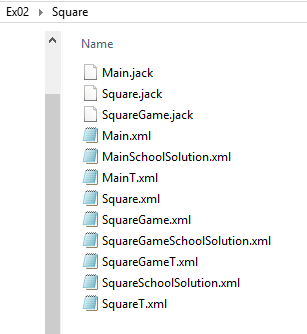 Ex02 Square
Name
Main.jack
Square.jack
SquareGame.jack
Main.xml
MainSchoolSolution.xml
MainT.xml
Square.xml
SquareGame.xml
SquareGameSchoolSolution.xml
SquareGameT.xml
SquareSchoolSolution.xml
SquareT.xml